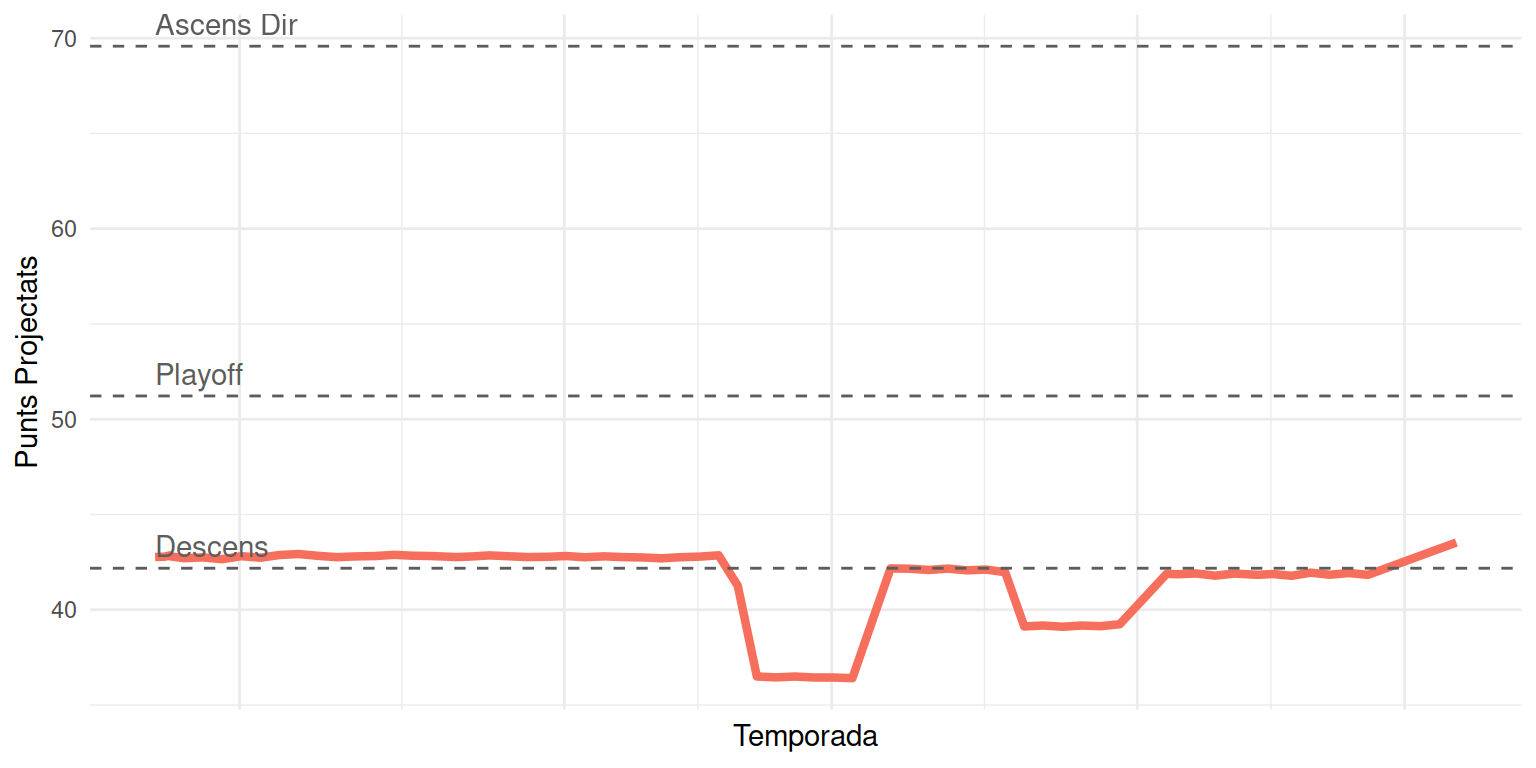 Ascens Dir
70
60
Punts Projectats
Playoff
50
Descens
40
Temporada